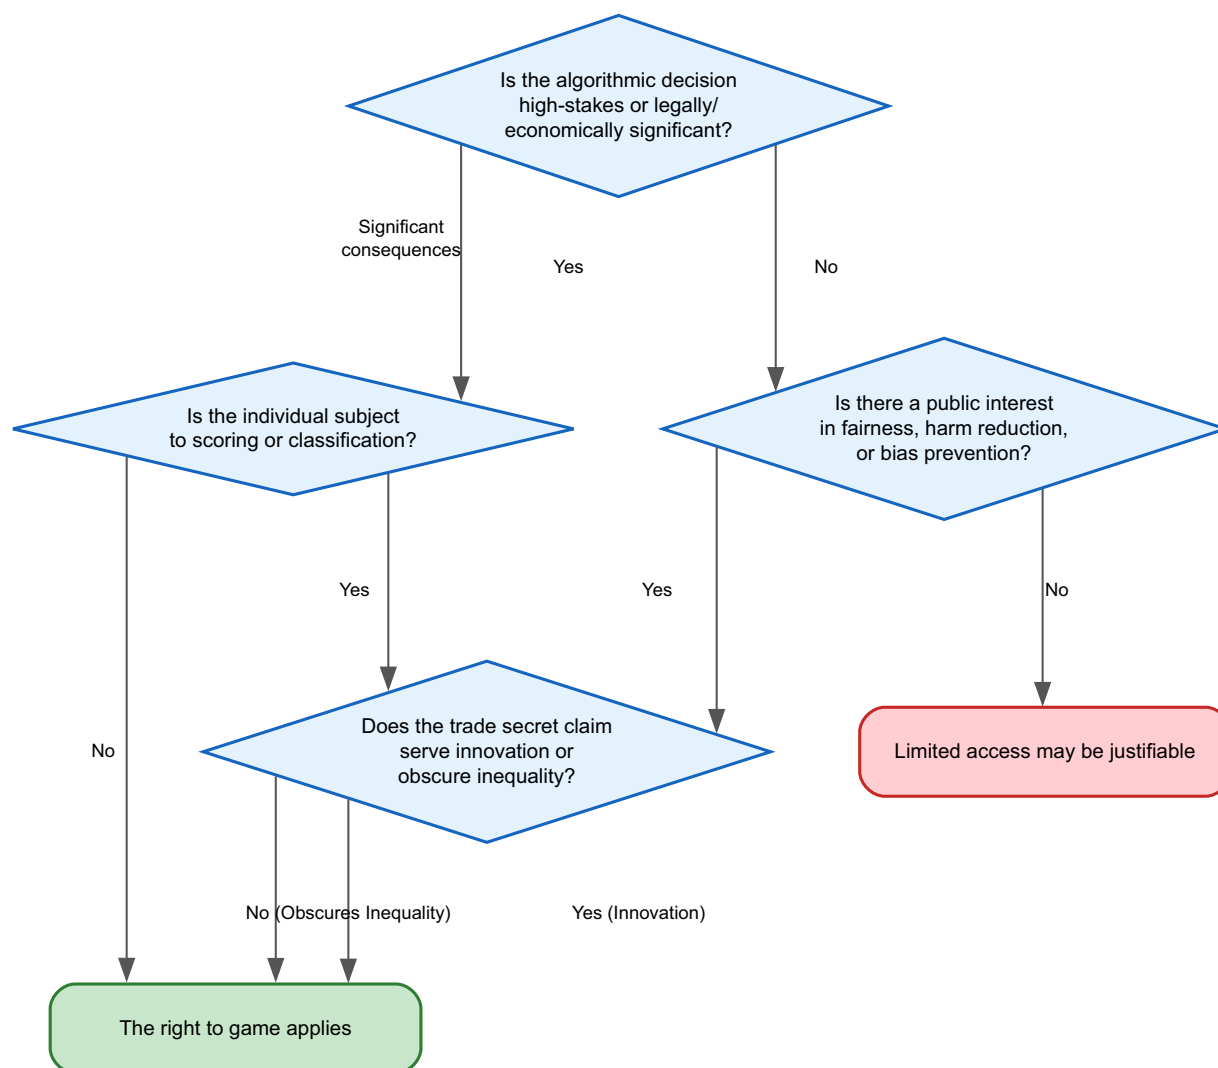 Is the algorithmic decision
high-stakes or legally/
economically significant?
Significant
consequences
Yes
No
Is the individual subject
to scoring or classification?
Is there a public interest
in fairness, harm reduction,
or bias prevention?
Yes
Yes
No
Does the trade secret claim
serve innovation or
obscure inequality?
No
Limited access may be justifiable
No (Obscures Inequality)
Yes (Innovation)
The right to game applies